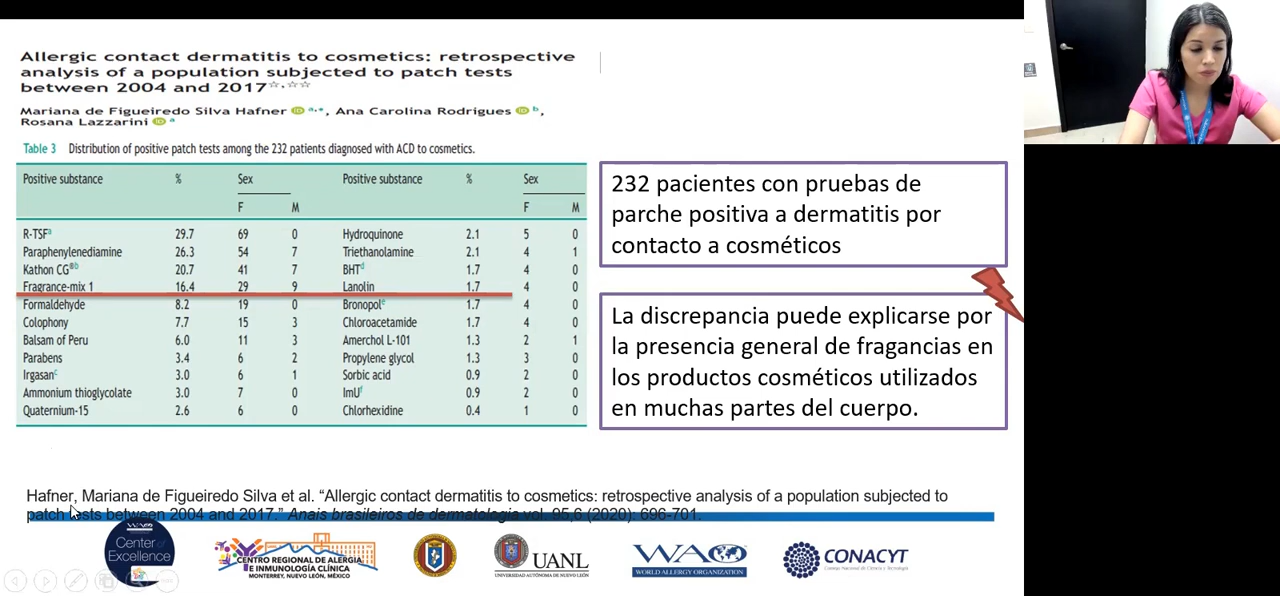 Allergic contact dermatitis to cosmetics: retrospective
analysis of a population subjected to patch tests
between 2004 and 2017☆,☆☆
Mariana de Figueiredo Silva Hafner a,*, Ana Carolina Rodrigues b,
Rosana Lazzarini a
Table 3 Distribution of positive patch tests among the 232 patients diagnosed with ACD to cosmetics.
Positive substance % Sex Positive substance % Sex
F M F M
R-TSFa 29.7 69 0 Hydroquinone 2.1 5 0
Paraphenylenediamine 26.3 54 7 Triethanolamine 2.1 4 1
Kathon CG®b 20.7 41 7 BHTd 1.7 4 0
Fragrance-mix 1 16.4 29 9 Lanolin 1.7 4 0
Formaldehyde 8.2 19 0 Bronopole 1.7 4 0
Colophony 7.7 15 3 Chloroacetamide 1.7 4 0
Balsam of Peru 6.0 11 3 Amerchol L-101 1.3 2 1
Parabens 3.4 6 2 Propylene glycol 1.3 3 0
Irgasanc 3.0 6 1 Sorbic acid 0.9 2 0
Ammonium thioglycolate 3.0 7 0 ImUf 0.9 2 0
Quaternium-15 2.6 6 0 Chlorhexidine 0.4 1 0
232 pacientes con pruebas de
parche positiva a dermatitis por
contacto a cosméticos
La discrepancia puede explicarse por
la presencia general de fragancias en
los productos cosméticos utilizados
en muchas partes del cuerpo.
Hafner, Mariana de Figueiredo Silva et al. “Allergic contact dermatitis to cosmetics: retrospective analysis of a population subjected to
patch tests between 2004 and 2017.” Anais brasileiros de dermatologia vol. 95,6 (2020): 696-701.
WAO
Center of
Excellence
CENTRO REGIONAL DE ALERGIA
E INMUNOLOGÍA CLÍNICA
MONTERREY, NUEVO LEÓN, MÉXICO
UANL
UNIVERSIDAD AUTÓNOMA DE NUEVO LEÓN
WAO
WORLD ALLERGY ORGANIZATION
CONACYT
Consejo Nacional de Ciencia y Tecnología